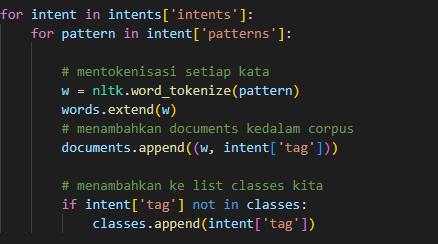 for intent in intents['intents']:
    for pattern in intent['patterns']:
        # mentokenisasi setiap kata
        w = nltk.word_tokenize(pattern)
        words.extend(w)
        # menambahkan documents kedalam corpus
        documents.append((w, intent['tag']))
        # menambahkan ke list classes kita
        if intent['tag'] not in classes:
            classes.append(intent['tag'])